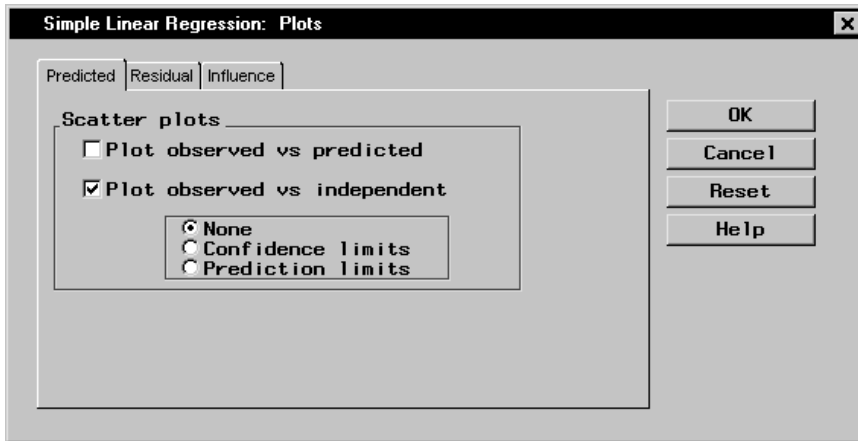 Simple Linear Regression: Plots
Predicted Residual Influence
Scatter plots
Plot observed vs predicted
Plot observed vs independent
None
Confidence limits
Prediction limits
OK
Cancel
Reset
Help